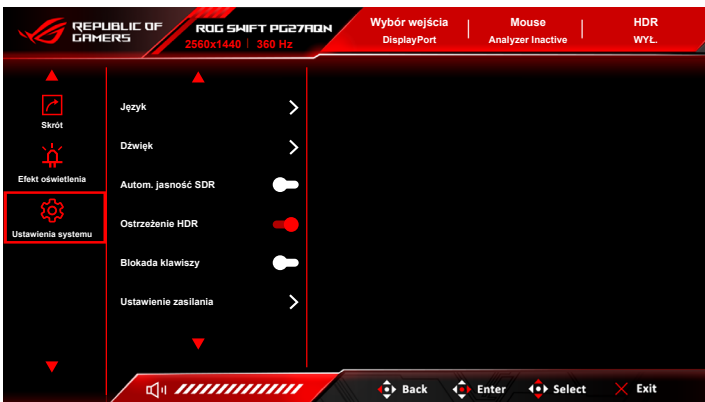 REPUBLIC OF
GAMERS
ROG SWIFT PG27AQN
2560x1440 | 360 Hz
Wybór wejścia
DisplayPort
Mouse
Analyzer Inactive
HDR
WYŁ.
Skrót
Efekt oświetlenia
Ustawienia systemu
Język
Dźwięk
Autom. jasność SDR
Ostrzeżenie HDR
Blokada klawiszy
Ustawienie zasilania
Back
Enter
Select
Exit